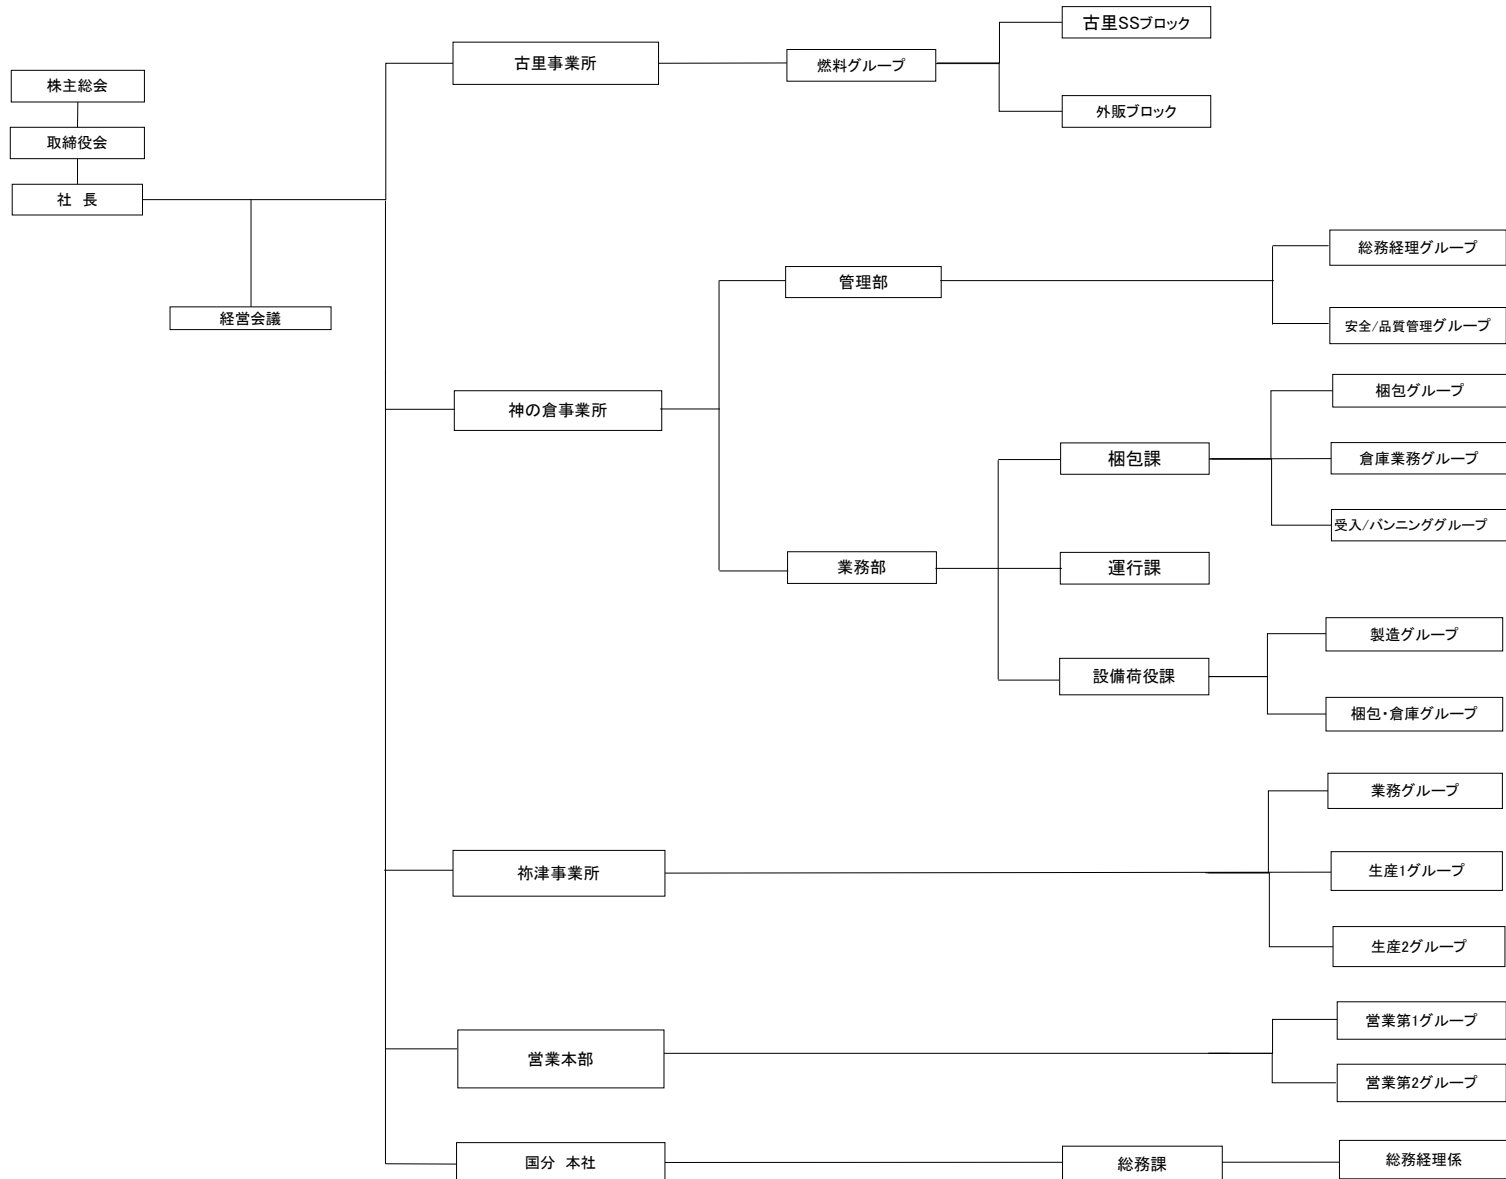 株主総会
取締役会
社　長
経営会議
古里事業所
燃料グループ
古里SSブロック
外販ブロック
神の倉事業所
管理部
総務経理グループ
安全/品質管理グループ
業務部
梱包課
梱包グループ
倉庫業務グループ
受入/バンニンググループ
運行課
設備荷役課
製造グループ
梱包・倉庫グループ
祢津事業所
業務グループ
生産1グループ
生産2グループ
営業本部
営業第1グループ
営業第2グループ
国分　本社
総務課
総務経理係